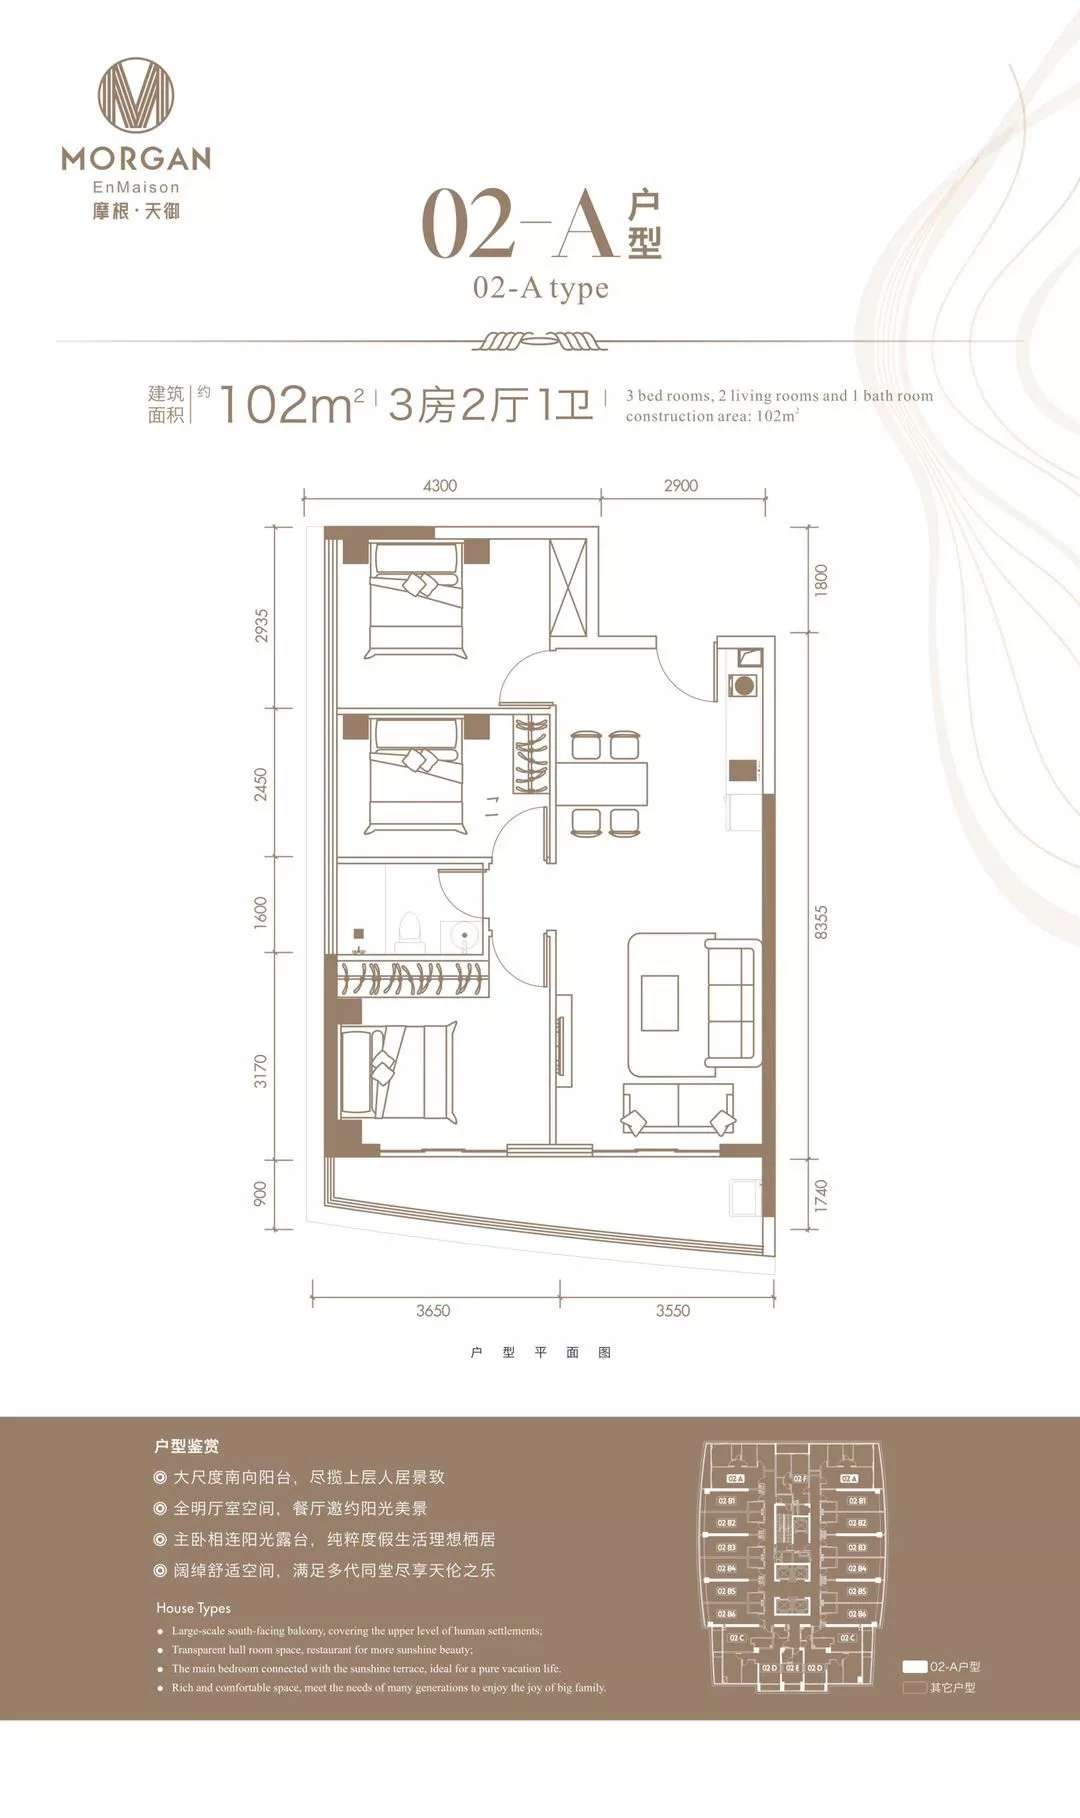 MORGAN
EnMaison
摩根·天御
02-A户型
02-A type
建筑面积 约 102m² 3房2厅1卫
3 bed rooms, 2 living rooms and 1 bath room
construction area: 102m²
4300 2900
2935
1800
2450
1600
8355
3170
900
1740
3650 3550
户型平面图
户型鉴赏
大尺度南向阳台，尽揽上层人居景致
全明厅室空间，餐厅邀约阳光美景
主卧相连阳光露台，纯粹度假生活理想栖居
阔绰舒适空间，满足多代同堂尽享天伦之乐
House Types
Large-scale south-facing balcony, covering the upper level of human settlements;
Transparent hall room space, restaurant for more sunshine beauty;
The main bedroom connected with the sunshine terrace, ideal for a pure vacation life.
Rich and comfortable space, meet the needs of many generations to enjoy the joy of big family.
02 A 02 F 02 A
02 B1 02 B1
02 B2 02 B2
02 B3 02 B3
02 B4 02 B4
02 B5 02 B5
02 B6 02 B6
02 C 02 C
02 D 02 E 02 D
02-A户型
其它户型